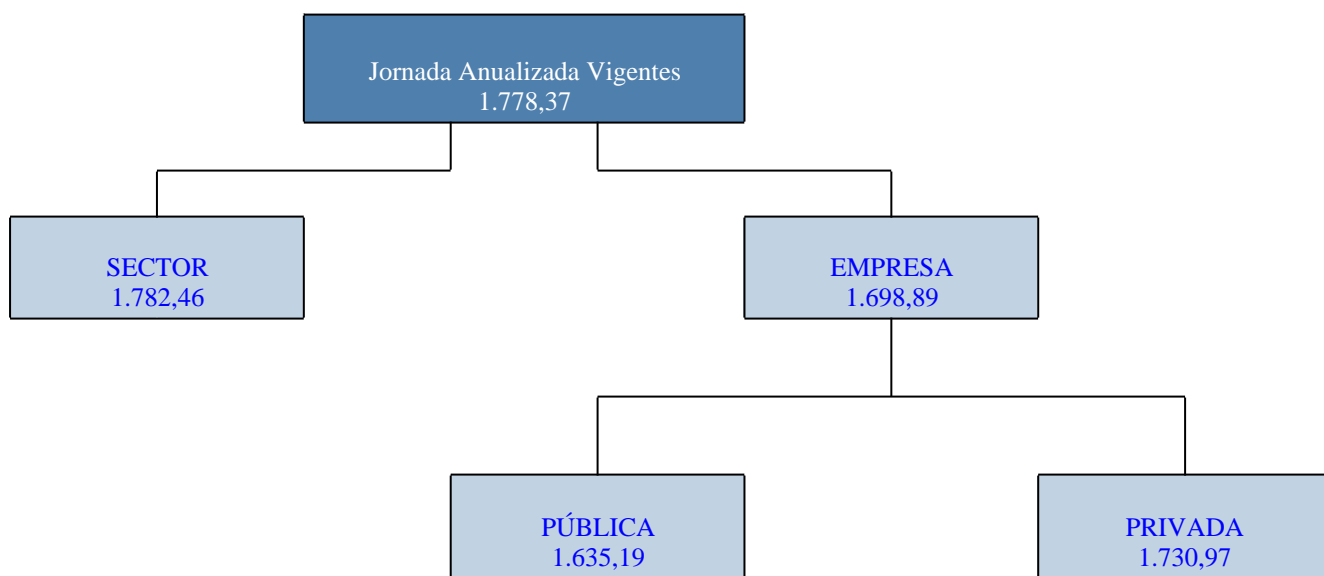 Jornada Anualizada Vigentes
1.778,37
SECTOR
1.782,46
EMPRESA
1.698,89
PÚBLICA
1.635,19
PRIVADA
1.730,97